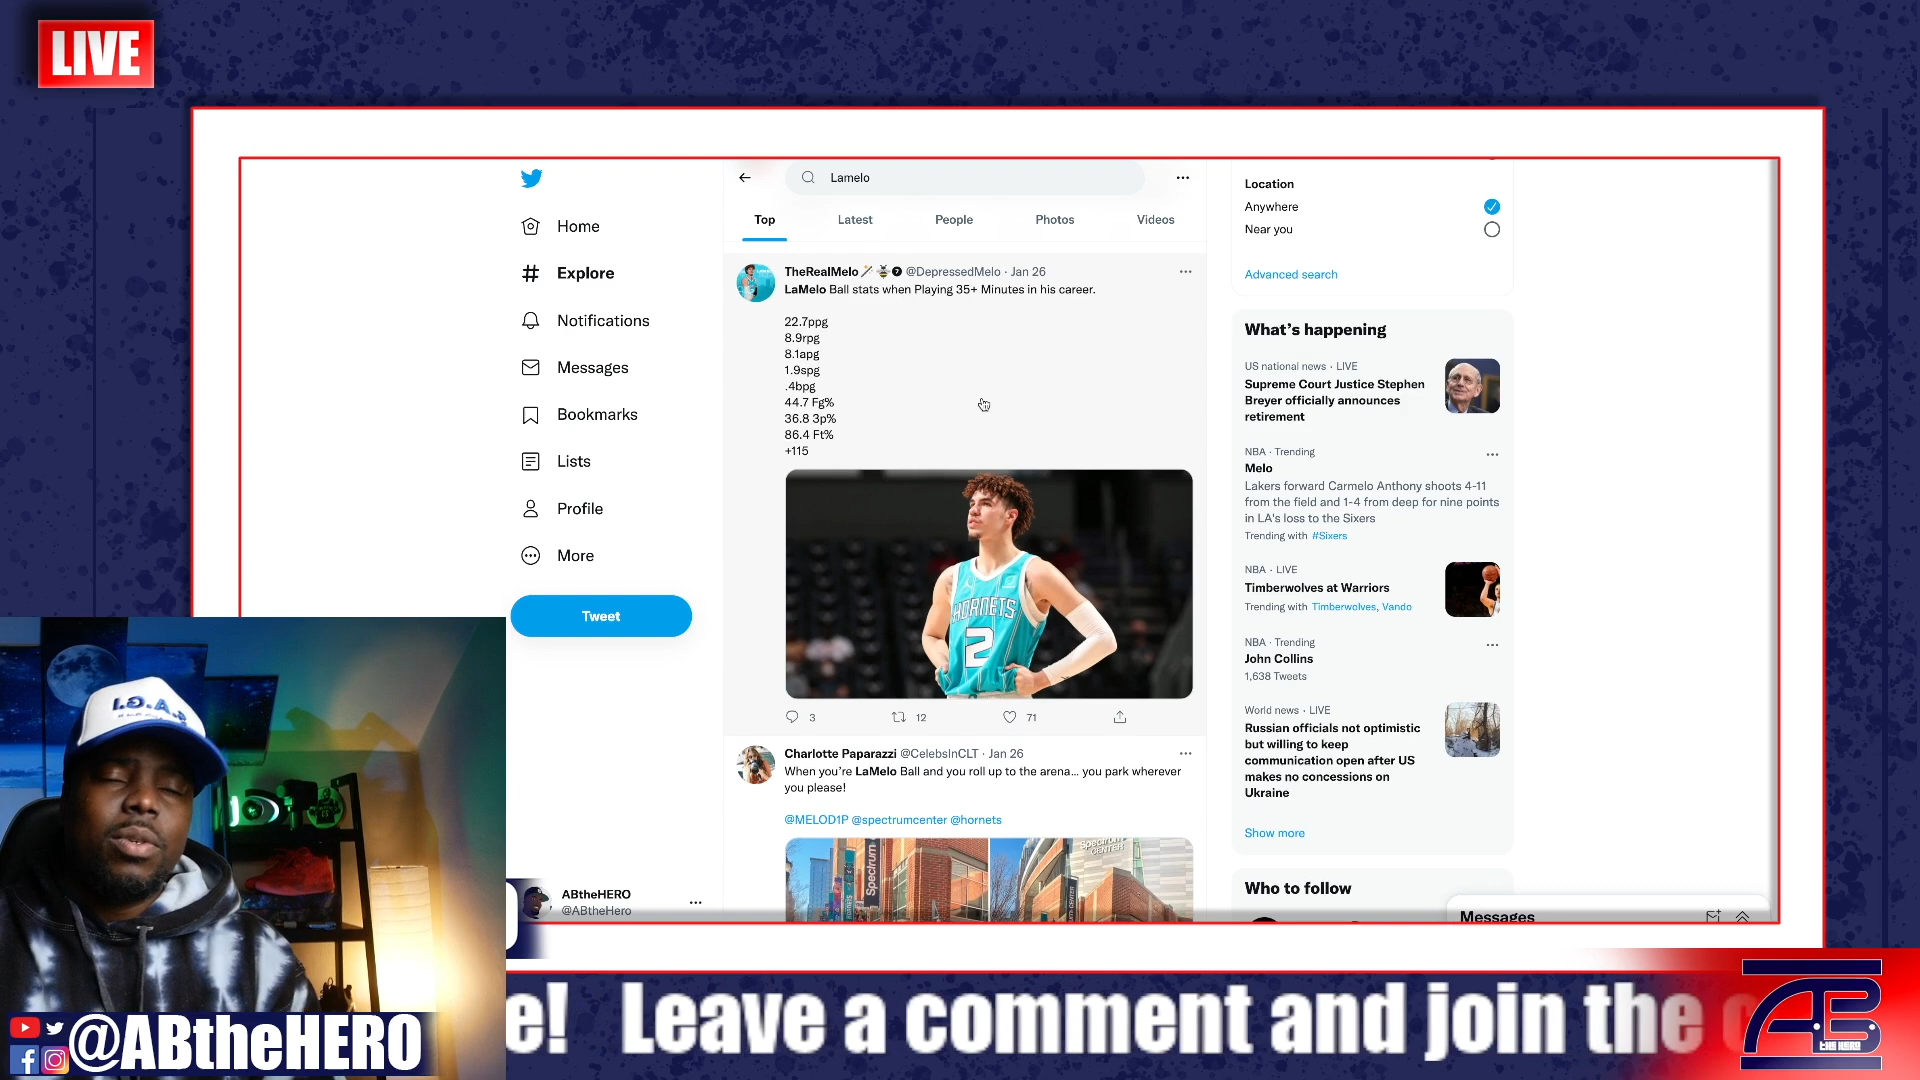 LIVE
Lamelo
Top
Latest
People
Photos
Videos
Home
Explore
Notifications
Messages
Bookmarks
Lists
Profile
More
Tweet
ABtheHERO
@ABtheHero
TheRealMelo @DepressedMelo · Jan 26
LaMelo Ball stats when Playing 35+ Minutes in his career.
22.7ppg
8.9rpg
8.1apg
1.9spg
.4bpg
44.7 Fg%
36.8 3p%
86.4 Ft%
+115
HORNETS
2
3
12
71
Charlotte Paparazzi @CelebsInCLT · Jan 26
When you're LaMelo Ball and you roll up to the arena... you park wherever
you please!
@MELOD1P @spectrumcenter @hornets
Spectrum
Spectrum
CENTER
Location
Anywhere
Near you
Advanced search
What's happening
US national news · LIVE
Supreme Court Justice Stephen
Breyer officially announces
retirement
NBA · Trending
Melo
Lakers forward Carmelo Anthony shoots 4-11
from the field and 1-4 from deep for nine points
in LA's loss to the Sixers
Trending with #Sixers
NBA · LIVE
Timberwolves at Warriors
Trending with Timberwolves, Vando
NBA · Trending
John Collins
1,638 Tweets
World news · LIVE
Russian officials not optimistic
but willing to keep
communication open after US
makes no concessions on
Ukraine
Show more
Who to follow
Messages
@ABtheHERO
e! Leave a comment and join the
AB
THE HERO